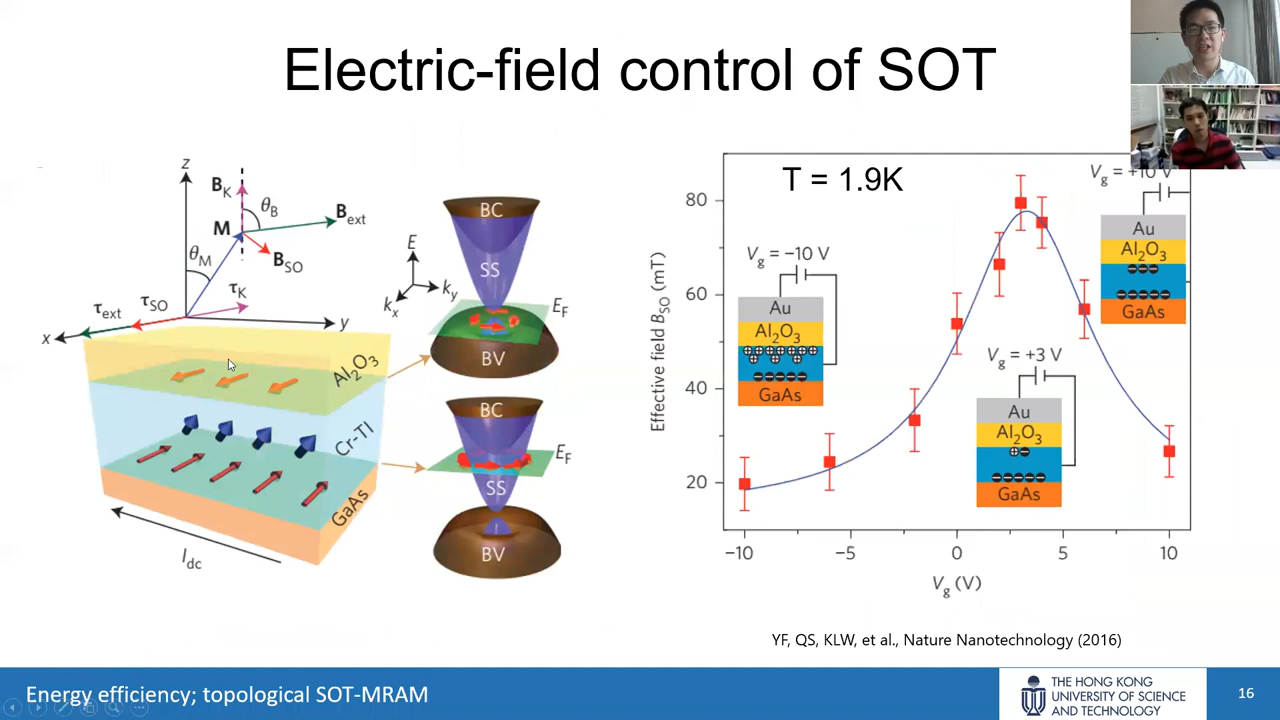 Electric-field control of SOT
z
B_K
θ_B
B_ext
M
B_SO
θ_M
τ_K
τ_SO
τ_ext
x
y
Al₂O₃
Cr-TI
GaAs
I_dc
E
k_x
k_y
BC
SS
E_F
BV
BC
E_F
SS
BV
T = 1.9K
Effective field B_SO (mT)
80
60
40
20
−10
−5
0
5
10
V_g (V)
V_g = −10 V
Au
Al₂O₃
GaAs
V_g = +3 V
Au
Al₂O₃
GaAs
V_g = +10 V
Au
Al₂O₃
GaAs
YF, QS, KLW, et al., Nature Nanotechnology (2016)
Energy efficiency; topological SOT-MRAM
THE HONG KONG
UNIVERSITY OF SCIENCE
AND TECHNOLOGY
16